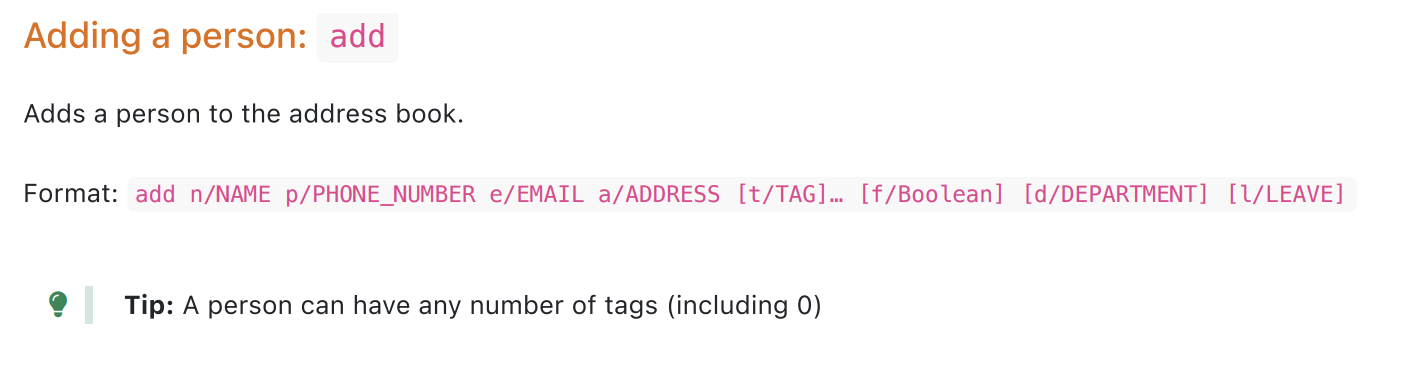 Adding a person: add
Adds a person to the address book.
Format: add n/NAME p/PHONE_NUMBER e/EMAIL a/ADDRESS [t/TAG]… [f/Boolean] [d/DEPARTMENT] [l/LEAVE]
Tip: A person can have any number of tags (including 0)